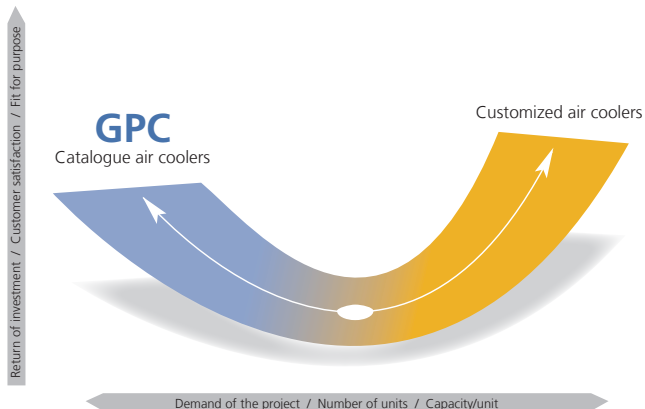 Return of investment / Customer satisfaction / Fit for purpose
GPC
Catalogue air coolers
Customized air coolers
Demand of the project / Number of units / Capacity/unit